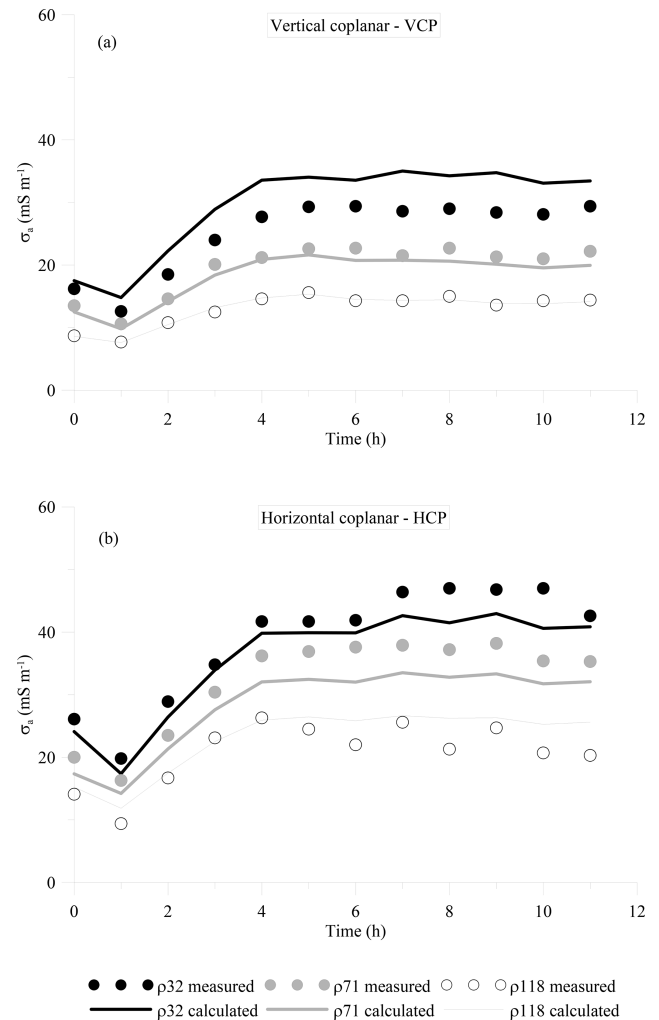 Vertical coplanar - VCP
(a)
60
40
20
0
σa (mS m-1)
0 2 4 6 8 10 12
Time (h)
Horizontal coplanar - HCP
(b)
60
40
20
0
σa (mS m-1)
0 2 4 6 8 10 12
Time (h)
ρ32 measured ρ71 measured ρ118 measured
ρ32 calculated ρ71 calculated ρ118 calculated